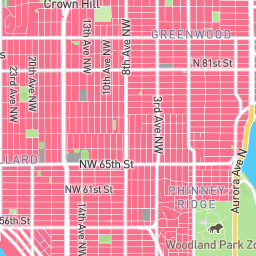 Crown Hill
GREENWOOD
13th Ave NW
8th Ave NW
20th Ave NW
10th Ave NW
23rd Ave NW
N 81st St
3rd Ave NW
LLARD
NW 65th St
NW 61st St
PHINNEY
RIDGE
Aurora Ave N
14th Ave NW
56th St
Woodland Park Zo